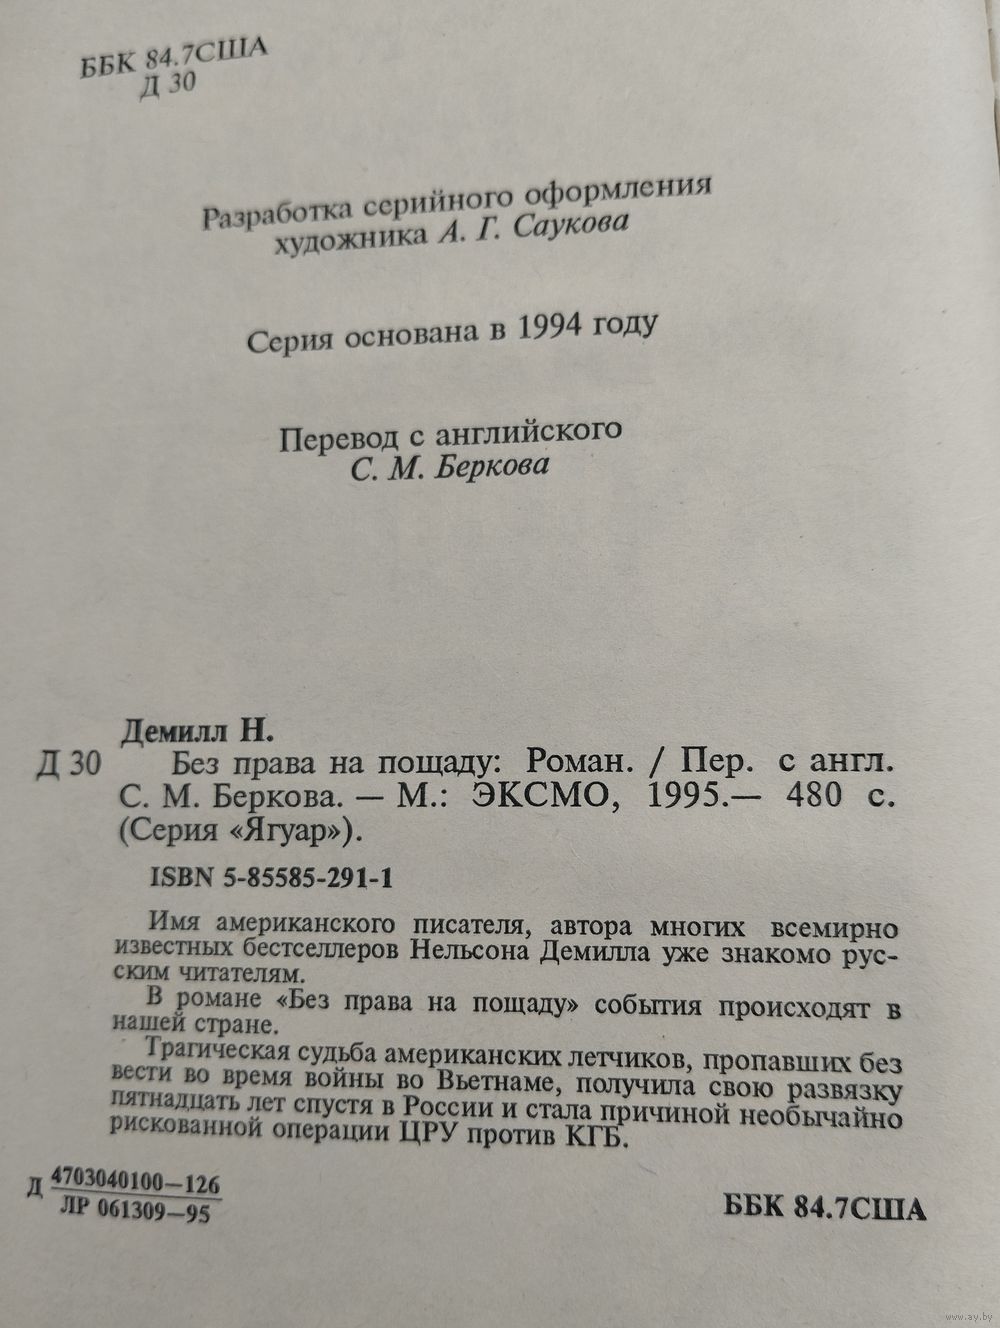 ББК 84.7США
Д 30
Разработка серийного оформления
художника А. Г. Саукова
Серия основана в 1994 году
Перевод с английского
С. М. Беркова
Демилл Н.
Д 30 Без права на пощаду: Роман. / Пер. с англ.
С. М. Беркова. — М.: ЭКСМО, 1995.— 480 с.
(Серия «Ягуар»).
ISBN 5-85585-291-1
Имя американского писателя, автора многих всемирно
известных бестселлеров Нельсона Демилла уже знакомо рус-
ским читателям.
В романе «Без права на пощаду» события происходят в
нашей стране.
Трагическая судьба американских летчиков, пропавших без
вести во время войны во Вьетнаме, получила свою развязку
пятнадцать лет спустя в России и стала причиной необычайно
рискованной операции ЦРУ против КГБ.
Д 4703040100—126
ЛР 061309—95
ББК 84.7США
www.ay.by